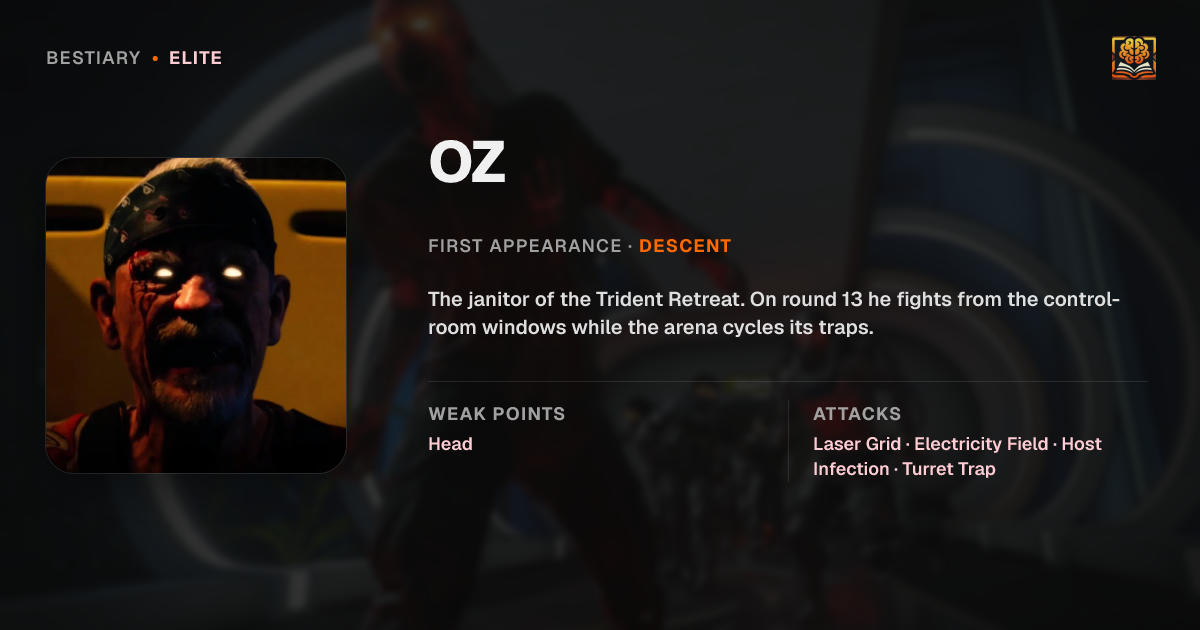 BESTIARY • ELITE
OZ
FIRST APPEARANCE · DESCENT
The janitor of the Trident Retreat. On round 13 he fights from the control-
room windows while the arena cycles its traps.
WEAK POINTS
Head
ATTACKS
Laser Grid · Electricity Field · Host
Infection · Turret Trap